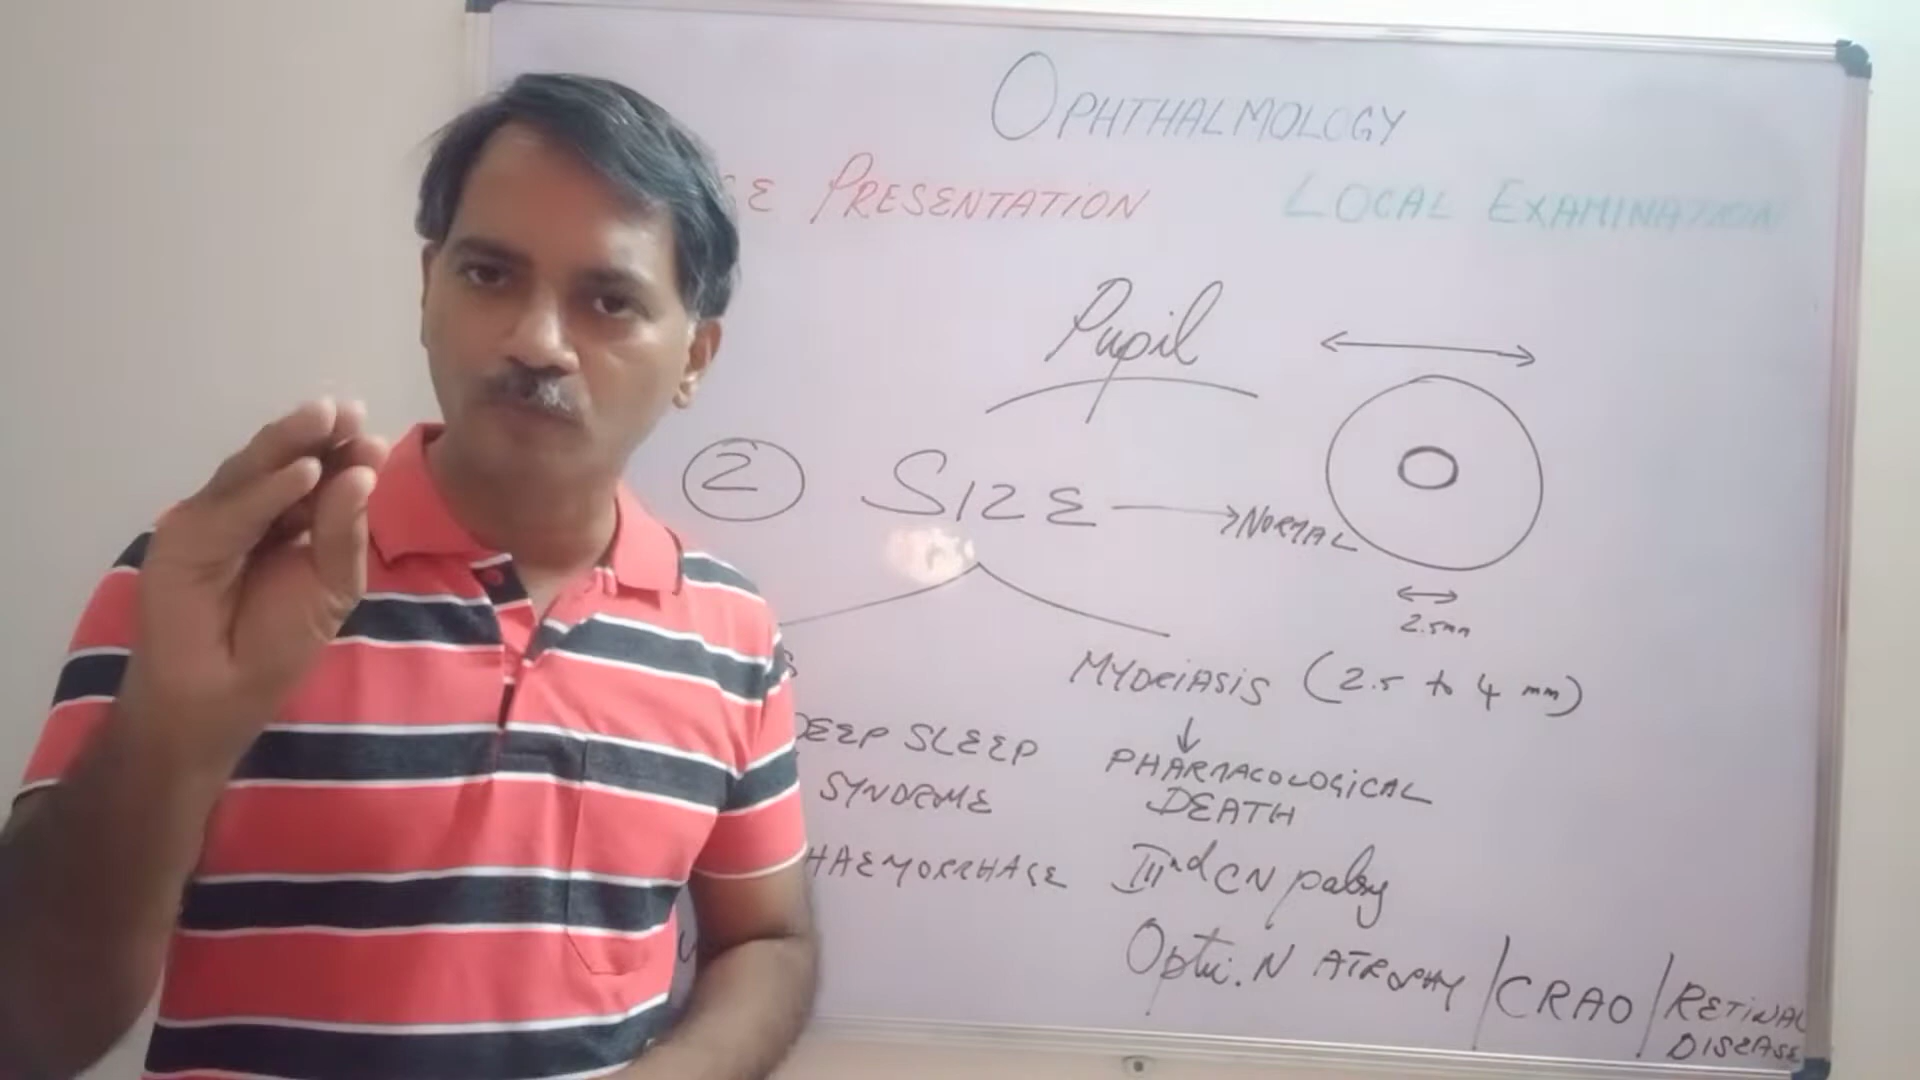 OPHTHALMOLOGY
SE PRESENTATION
LOCAL EXAMINATION
Pupil
2 SIZE
NORMAL
2.5mm
S
MYDRIASIS (2.5 to 4 mm)
DEEP SLEEP
SYNDROME
PHARMACOLOGICAL
DEATH
HAEMORRHAGE
IIIrd CN palsy
Optic. N ATROPHY / CRAO / RETINAL
DISEASE